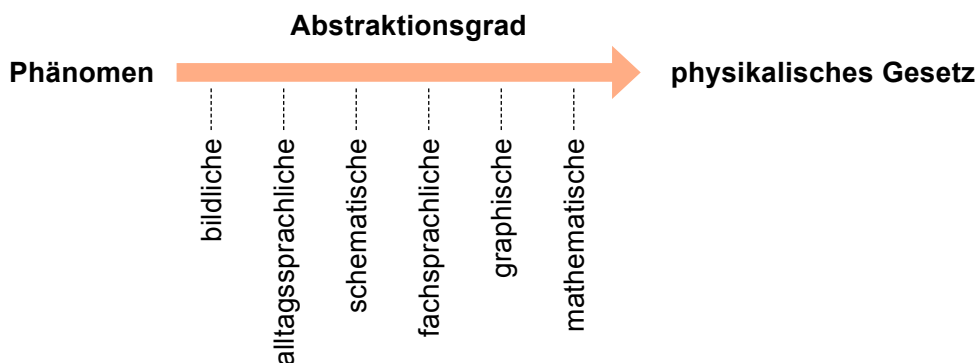 Abstraktionsgrad
Phänomen
physikalisches Gesetz
bildliche
alltagssprachliche
schematische
fachsprachliche
graphische
mathematische